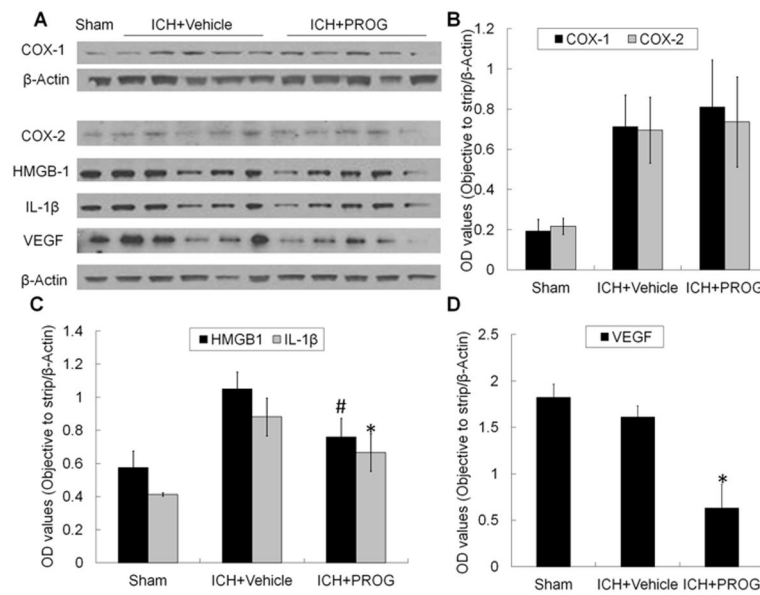 A
Sham ICH+Vehicle ICH+PROG
COX-1
β-Actin
COX-2
HMGB-1
IL-1β
VEGF
β-Actin
B
COX-1 COX-2
OD values (Objective to strip/β-Actin)
1
0.8
0.6
0.4
0.2
0
Sham ICH+Vehicle ICH+PROG
C
HMGB1 IL-1β
OD values (Objective to strip/β-Actin)
1.4
1.2
1
0.8
0.6
0.4
0.2
0
# *
Sham ICH+Vehicle ICH+PROG
D
VEGF
OD values (Objective to strip/β-Actin)
2.5
2
1.5
1
0.5
0
*
Sham ICH+Vehicle ICH+PROG